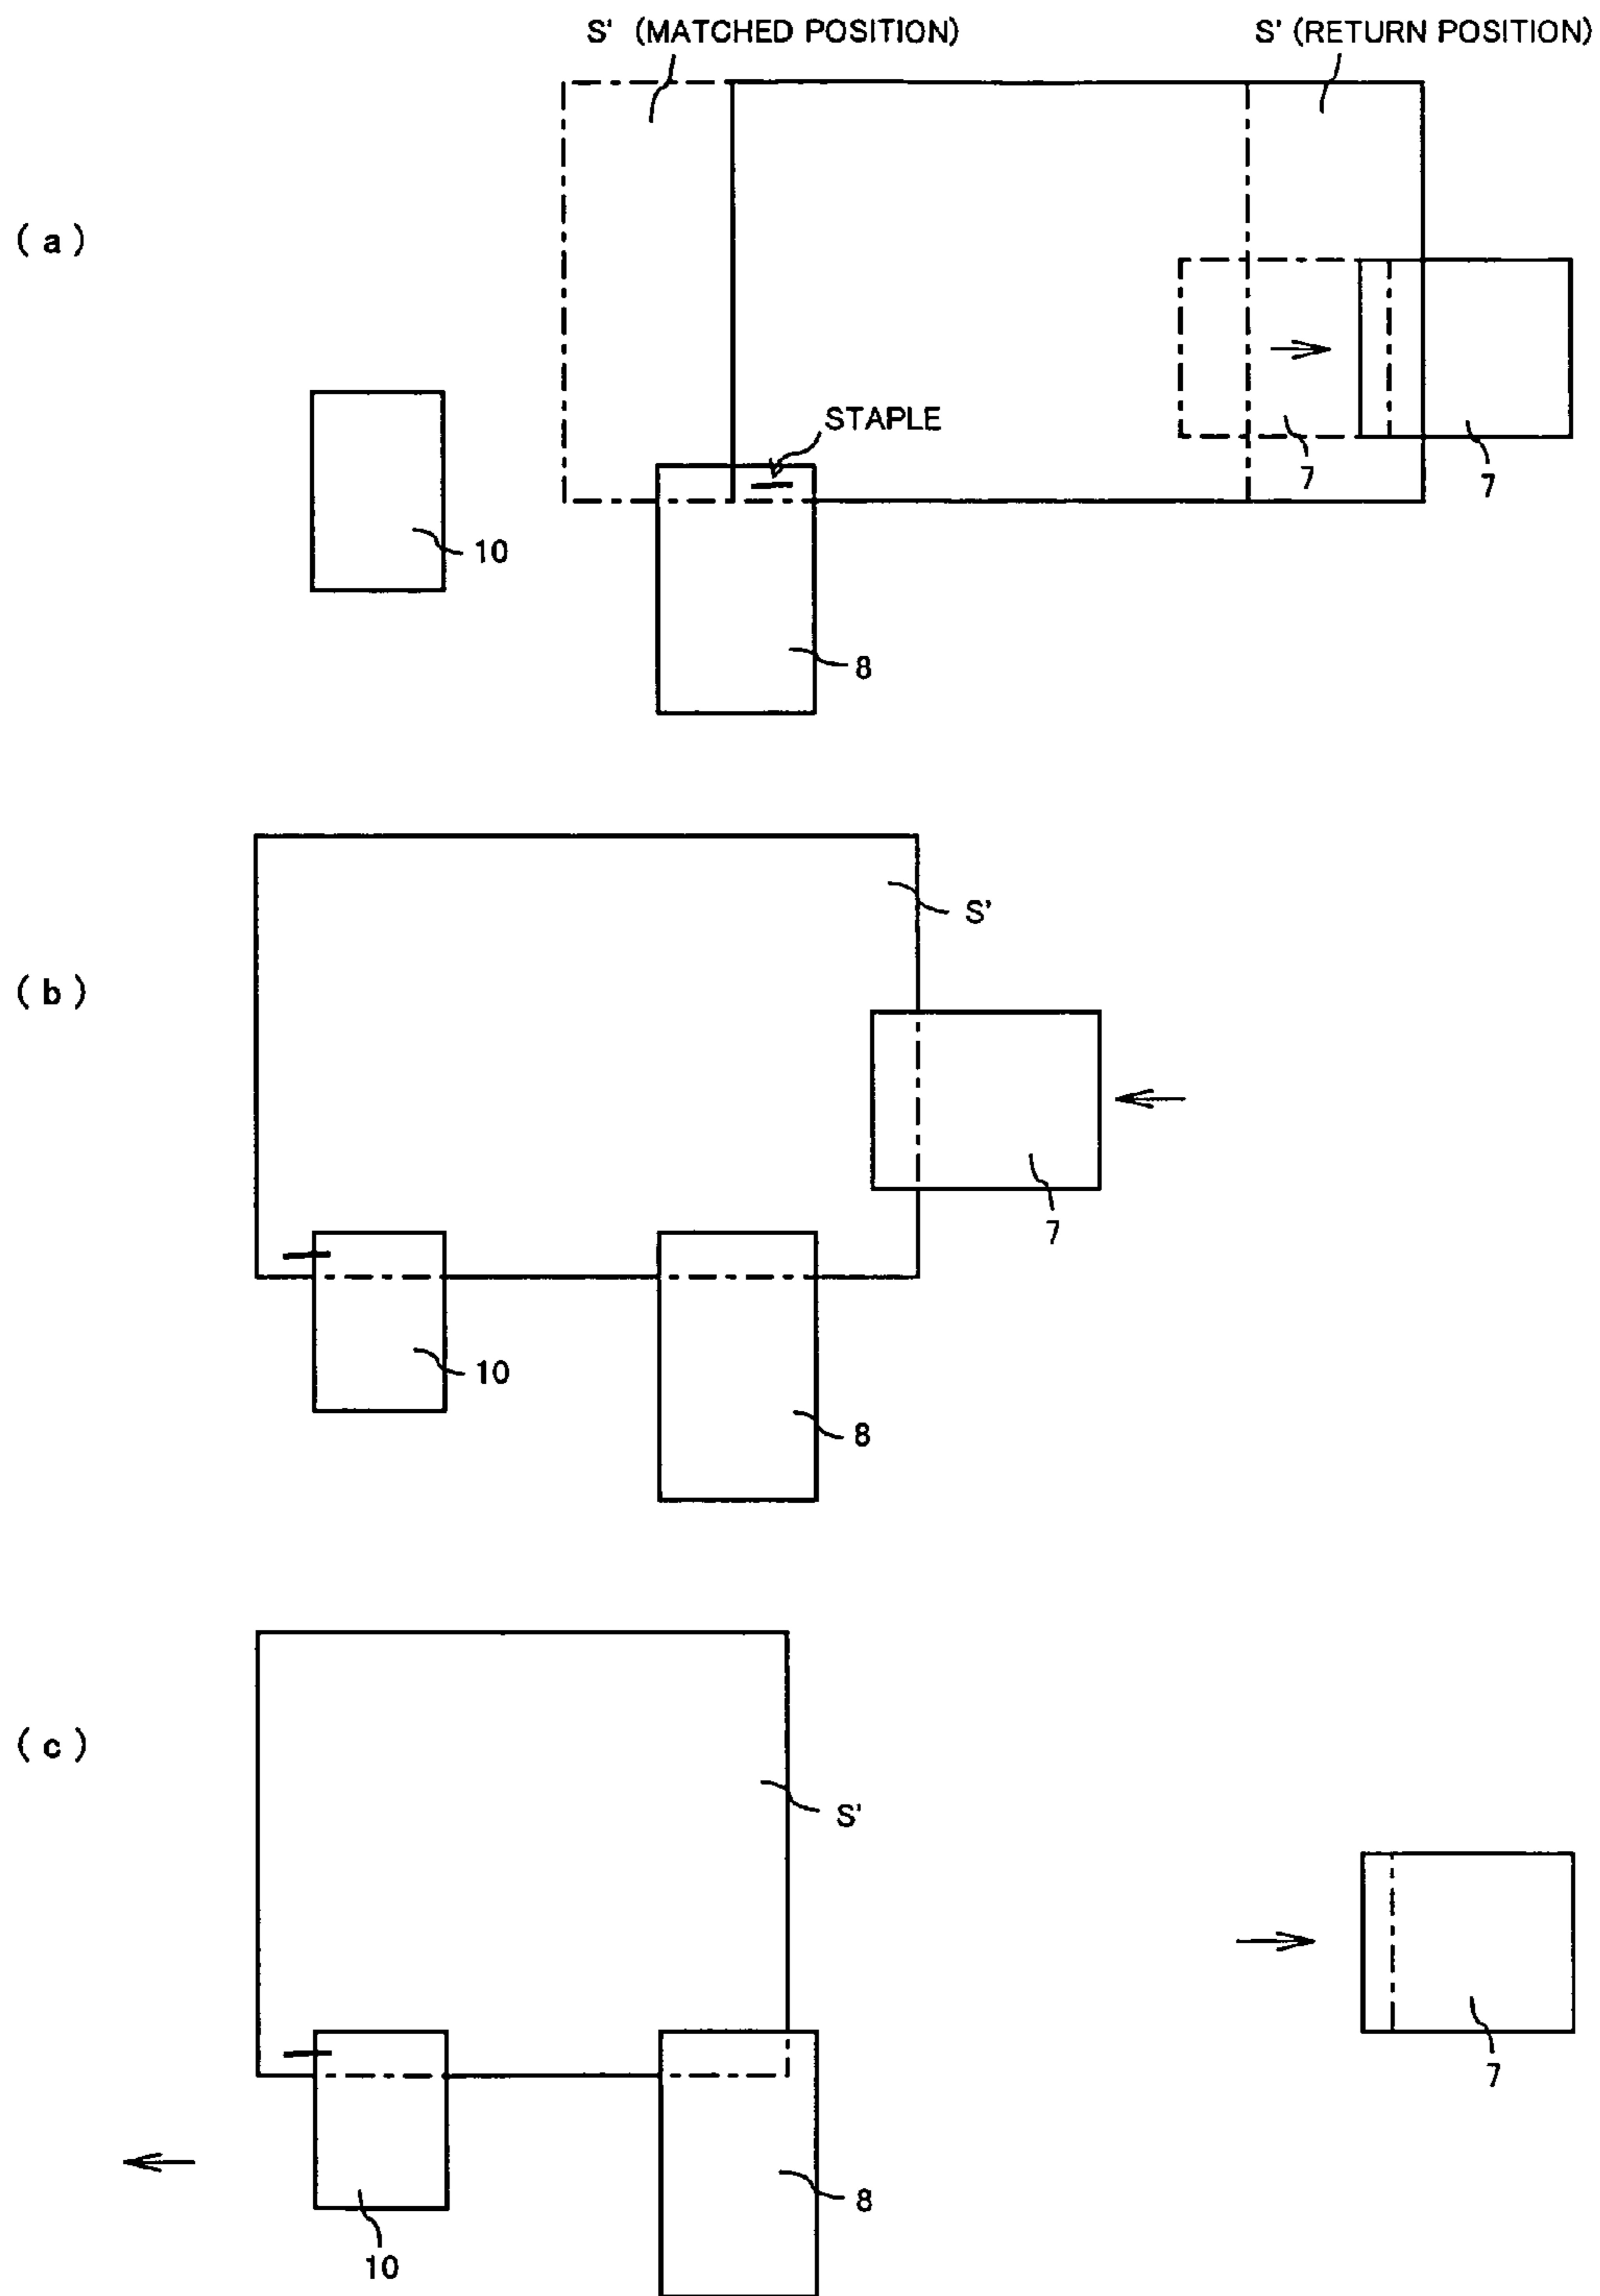 S' (MATCHED POSITION) S' (RETURN POSITION)
(a)
STAPLE
7 7
10
8
(b)
S'
7
10
8
(c)
S'
7
8
10